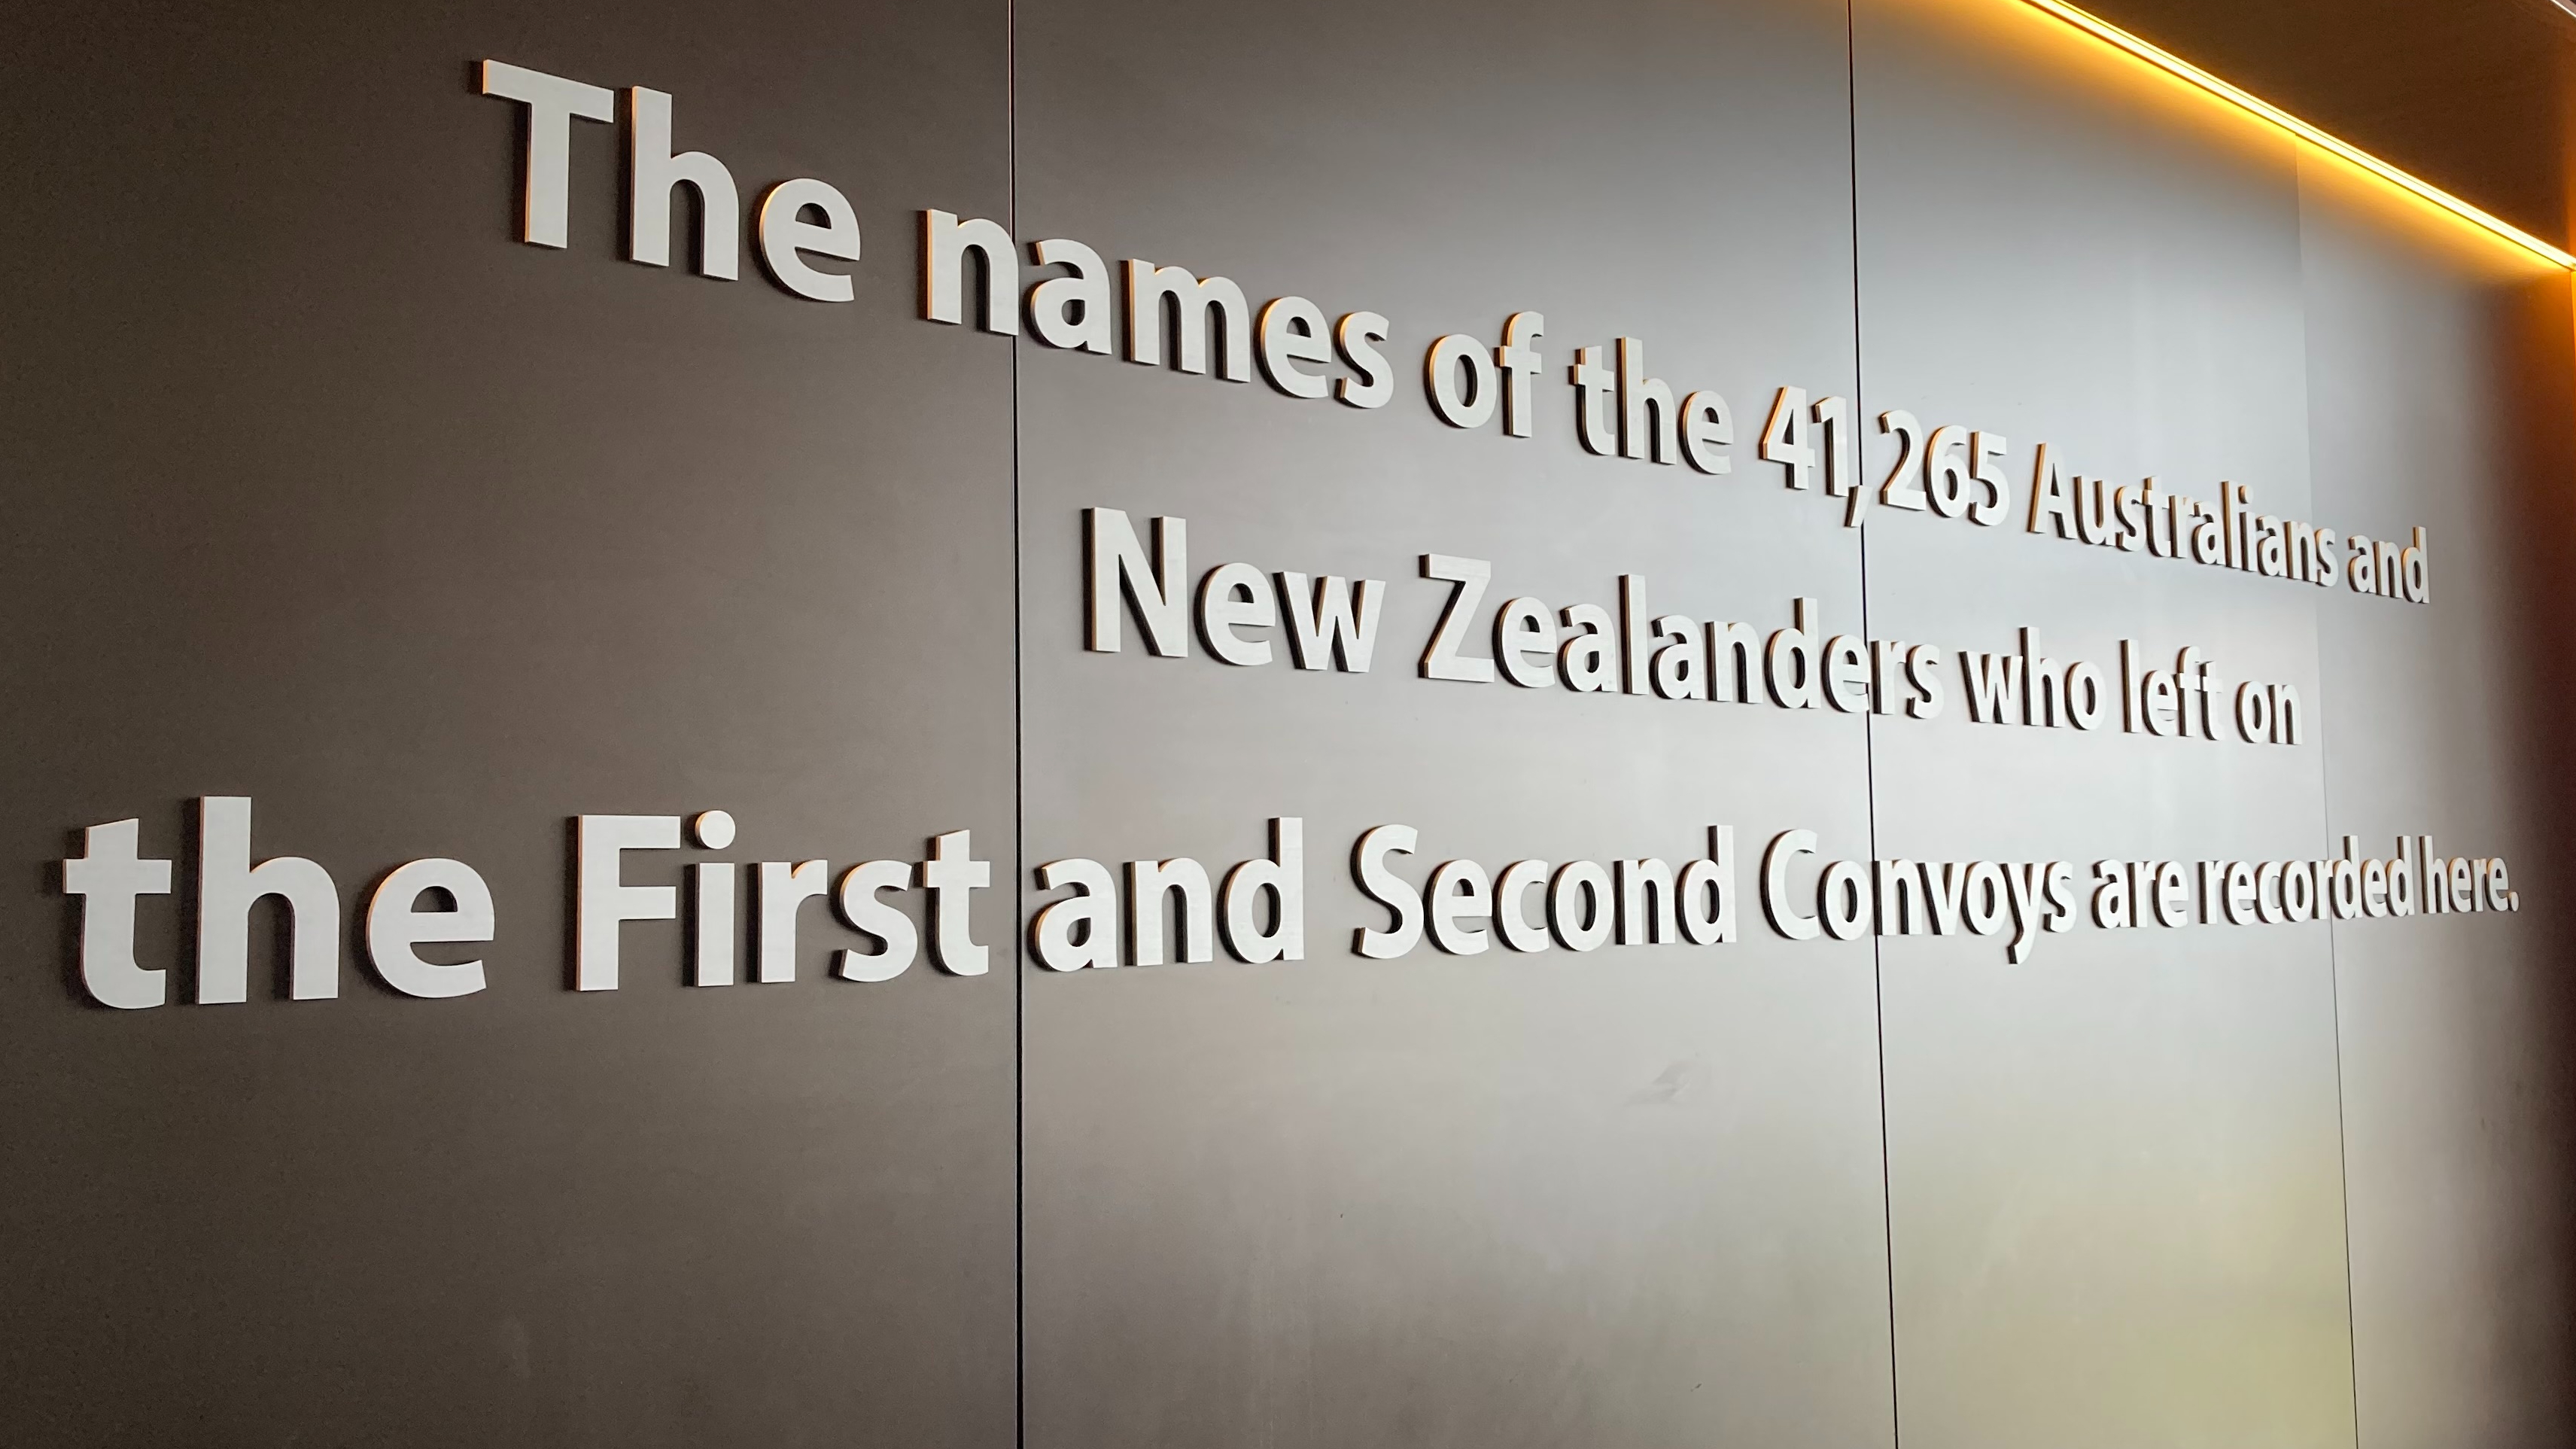 The names of the 41,265 Australians and
New Zealanders who left on
the First and Second Convoys are recorded here.